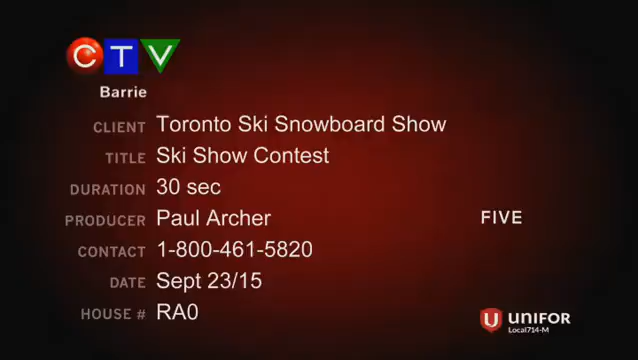 CTV
Barrie
CLIENT Toronto Ski Snowboard Show
TITLE Ski Show Contest
DURATION 30 sec
PRODUCER Paul Archer
FIVE
CONTACT 1-800-461-5820
DATE Sept 23/15
HOUSE # RA0
UNIFOR
Local714-M